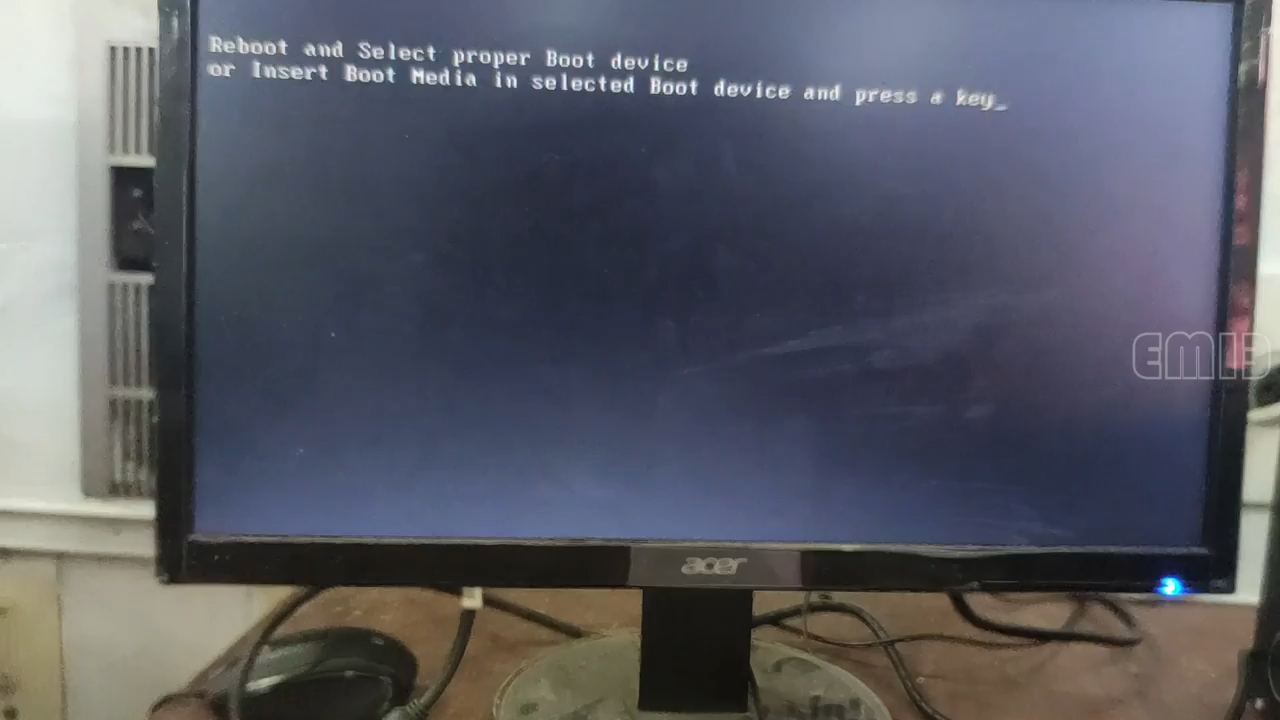 Reboot and Select proper Boot device
or Insert Boot Media in selected Boot device and press a key_
EMIB
acer